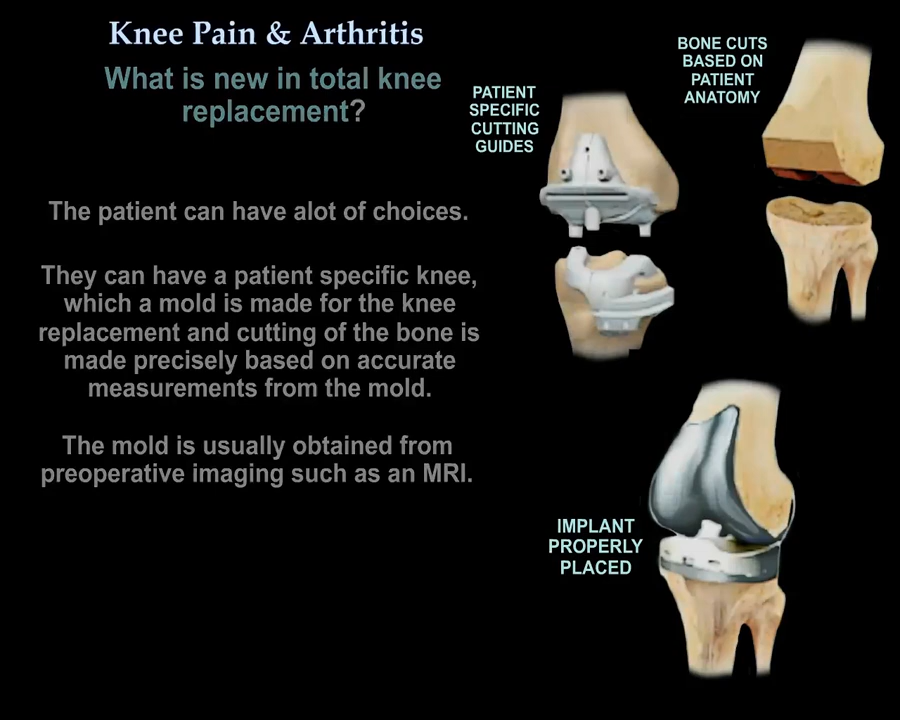 Knee Pain & Arthritis
What is new in total knee
replacement?
The patient can have alot of choices.
They can have a patient specific knee,
which a mold is made for the knee
replacement and cutting of the bone is
made precisely based on accurate
measurements from the mold.
The mold is usually obtained from
preoperative imaging such as an MRI.
PATIENT
SPECIFIC
CUTTING
GUIDES
BONE CUTS
BASED ON
PATIENT
ANATOMY
IMPLANT
PROPERLY
PLACED